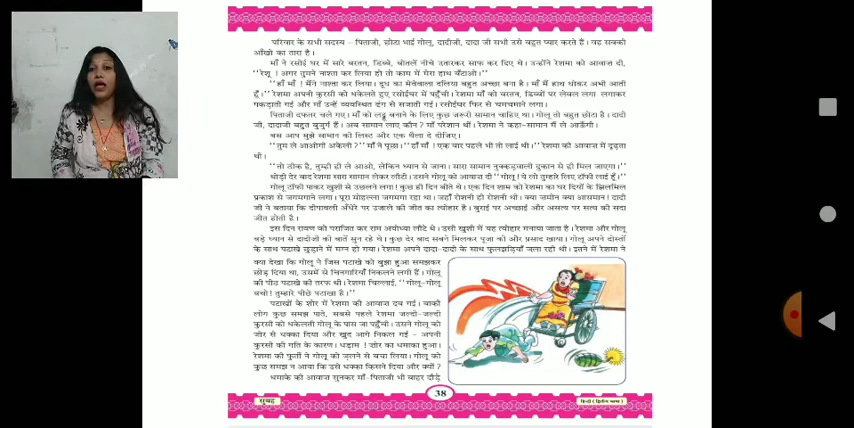 परिवार के सभी सदस्य – पिताजी, छोटा भाई गोलू, दादीजी, दादा जी सभी उसे बहुत प्यार करते हैं। वह सबकी
आँखों का तारा है।
माँ ने रसोई घर में सारे बरतन, डिब्बे, बोतलें नीचे उतारकर साफ कर दिए थे। उन्होंने रेशमा को आवाज़ दी,
"रेशू ! अगर तुमने नाश्ता कर लिया हो तो काम में मेरा हाथ बँटाओ।"
"हाँ माँ ! मैंने नाश्ता कर लिया। दूध का मेवेवाला दलिया बहुत अच्छा बना है। माँ मैं हाथ धोकर अभी आती
हूँ।" रेशमा अपनी कुरसी को धकेलते हुए रसोईघर में पहुँची। रेशमा माँ को बरतन, डिब्बों पर लेबल लगा लगाकर
पकड़ाती गई और माँ उन्हें व्यवस्थित ढंग से सजाती गईं। रसोईघर फिर से चमचमाने लगा।
पिताजी दफ़्तर चले गए। माँ को लड्डू बनाने के लिए कुछ ज़रूरी सामान चाहिए था। गोलू तो बहुत छोटा है। दादी
जी, दादाजी बहुत बुजुर्ग हैं। अब सामान लाए कौन? माँ परेशान थीं। रेशमा ने कहा–सामान मैं ले आऊँगी।
बस आप मुझे सामान की लिस्ट और एक थैला दे दीजिए।
"तुम ले आओगी अकेली?" माँ ने पूछा। "हाँ माँ ! एक बार पहले भी तो लाई थी।" रेशमा की आवाज़ में दृढ़ता
थी।
"तो ठीक है, तुम्हीं ही ले आओ, लेकिन ध्यान से जाना। सारा सामान नुक्कड़वाली दुकान से ही मिल जाएगा।"
थोड़ी देर बाद रेशमा सारा सामान लेकर लौटी। उसने गोलू को आवाज़ दी "गोलू ! ये लो तुम्हारे लिए टॉफी लाई हूँ।"
गोलू टॉफी पाकर खुशी से उछलने लगा। कुछ ही दिन बीते थे। एक दिन शाम को रेशमा का घर दियों के झिलमिल
प्रकाश से जगमगाने लगा। पूरा मोहल्ला जगमगा रहा था। जहाँ रोशनी ही रोशनी थी। क्या ज़मीन क्या आसमान। दादी
जी ने बताया कि दीपावली अँधेरे पर उजाले की जीत का त्योहार है। बुराई पर अच्छाई और असत्य पर सत्य की सदा
जीत होती है।
इस दिन रावण को पराजित कर राम अयोध्या लौटे थे। उसी खुशी में यह त्योहार मनाया जाता है। रेशमा और गोलू
बड़े ध्यान से दादीजी की बातें सुन रहे थे। कुछ देर बाद सबने मिलकर पूजा की और प्रसाद खाया। गोलू अपने दोस्तों
के साथ पटाखे छुड़ाने में मग्न हो गया। रेशमा अपने दादा-दादी के साथ फुलझड़ियाँ जला रही थी। इतने में रेशमा ने
क्या देखा कि गोलू ने जिस पटाखे को बुझा हुआ समझकर
छोड़ दिया था, उसमें से चिनगारियाँ निकलने लगी हैं। गोलू
की पीठ पटाखे की तरफ थी। रेशमा चिल्लाई, "गोलू–गोलू
बचो! तुम्हारे पीछे पटाखा है।"
पटाखों के शोर में रेशमा की आवाज़ दब गई। बाकी
लोग कुछ समझ पाते, सबसे पहले रेशमा जल्दी–जल्दी
कुरसी को धकेलती गोलू के पास जा पहुँची। उसने गोलू को
ज़ोर से धक्का दिया और खुद आगे निकल गई – अपनी
कुरसी की गति के कारण। धड़ाम ! ज़ोर का धमाका हुआ।
रेशमा की फुर्ती ने गोलू को जलने से बचा लिया। गोलू को
कुछ समझ न आया कि उसे धक्का किसने दिया और क्यों?
धमाके की आवाज़ सुनकर माँ–पिताजी भी बाहर दौड़े
सुबह
38
हिन्दी (द्वितीय भाषा)